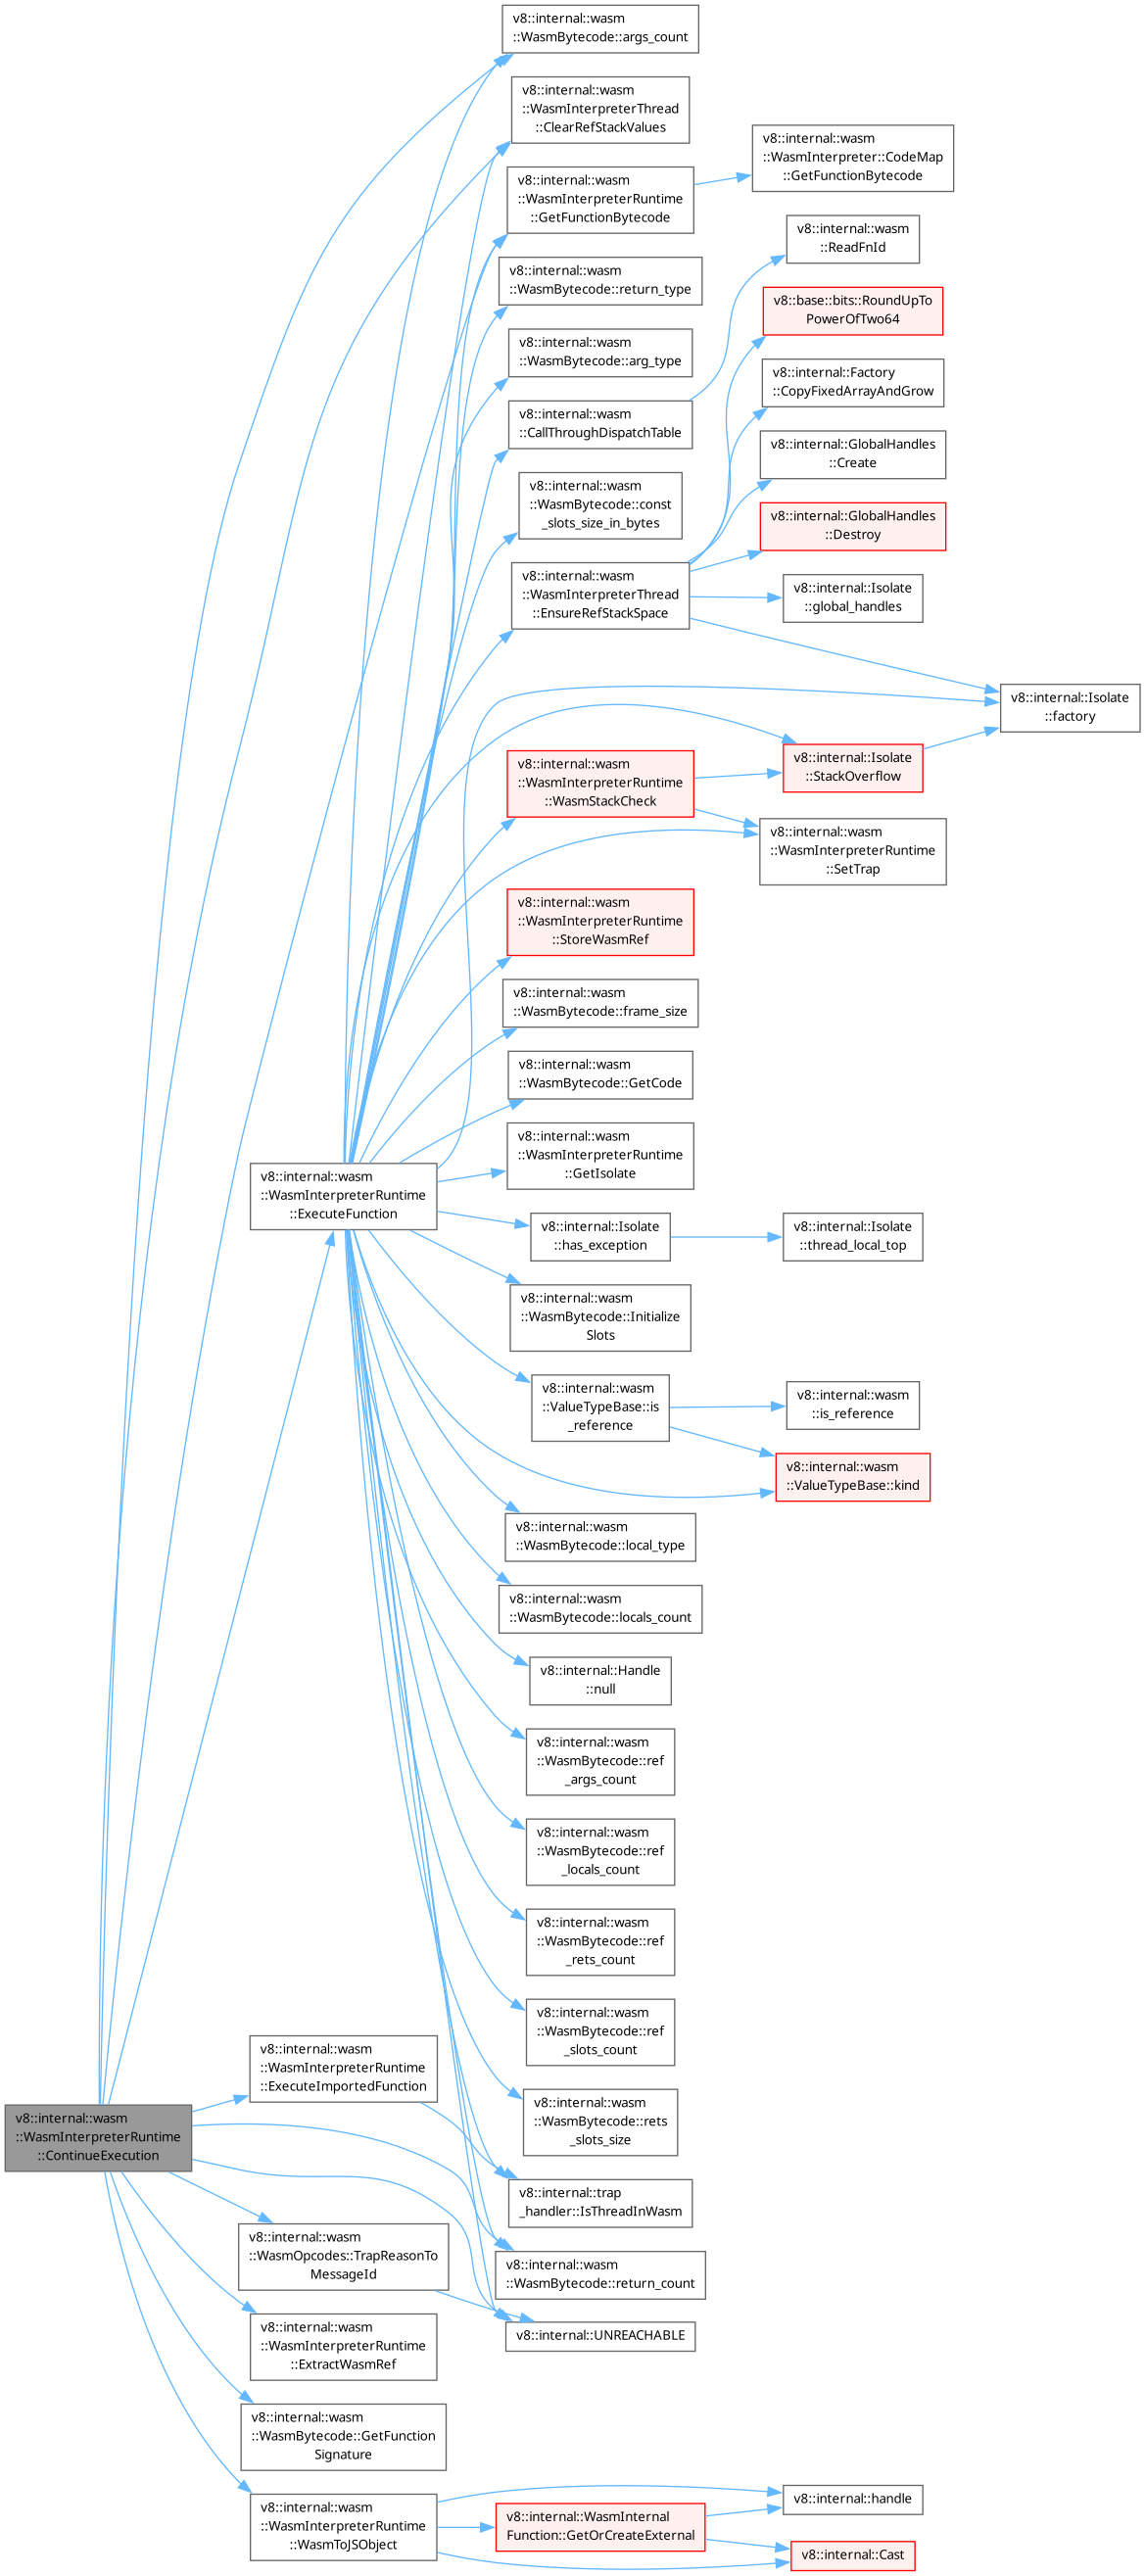 v8::internal::wasm
::WasmBytecode::args_count
v8::internal::wasm
::WasmInterpreterThread
::ClearRefStackValues
v8::internal::wasm
::WasmInterpreter::CodeMap
::GetFunctionBytecode
v8::internal::wasm
::WasmInterpreterRuntime
::GetFunctionBytecode
v8::internal::wasm
::ReadFnId
v8::internal::wasm
::WasmBytecode::return_type
v8::base::bits::RoundUpTo
PowerOfTwo64
v8::internal::wasm
::WasmBytecode::arg_type
v8::internal::Factory
::CopyFixedArrayAndGrow
v8::internal::wasm
::CallThroughDispatchTable
v8::internal::GlobalHandles
::Create
v8::internal::wasm
::WasmBytecode::const
_slots_size_in_bytes
v8::internal::GlobalHandles
::Destroy
v8::internal::wasm
::WasmInterpreterThread
::EnsureRefStackSpace
v8::internal::Isolate
::global_handles
v8::internal::Isolate
::factory
v8::internal::wasm
::WasmInterpreterRuntime
::WasmStackCheck
v8::internal::Isolate
::StackOverflow
v8::internal::wasm
::WasmInterpreterRuntime
::SetTrap
v8::internal::wasm
::WasmInterpreterRuntime
::StoreWasmRef
v8::internal::wasm
::WasmBytecode::frame_size
v8::internal::wasm
::WasmBytecode::GetCode
v8::internal::wasm
::WasmInterpreterRuntime
::GetIsolate
v8::internal::wasm
::WasmInterpreterRuntime
::ExecuteFunction
v8::internal::Isolate
::has_exception
v8::internal::Isolate
::thread_local_top
v8::internal::wasm
::WasmBytecode::Initialize
Slots
v8::internal::wasm
::ValueTypeBase::is
_reference
v8::internal::wasm
::is_reference
v8::internal::wasm
::ValueTypeBase::kind
v8::internal::wasm
::WasmBytecode::local_type
v8::internal::wasm
::WasmBytecode::locals_count
v8::internal::Handle
::null
v8::internal::wasm
::WasmBytecode::ref
_args_count
v8::internal::wasm
::WasmBytecode::ref
_locals_count
v8::internal::wasm
::WasmBytecode::ref
_rets_count
v8::internal::wasm
::WasmBytecode::ref
_slots_count
v8::internal::wasm
::WasmInterpreterRuntime
::ExecuteImportedFunction
v8::internal::wasm
::WasmBytecode::rets
_slots_size
v8::internal::wasm
::WasmInterpreterRuntime
::ContinueExecution
v8::internal::trap
_handler::IsThreadInWasm
v8::internal::wasm
::WasmOpcodes::TrapReasonTo
MessageId
v8::internal::wasm
::WasmBytecode::return_count
v8::internal::UNREACHABLE
v8::internal::wasm
::WasmInterpreterRuntime
::ExtractWasmRef
v8::internal::wasm
::WasmBytecode::GetFunction
Signature
v8::internal::handle
v8::internal::wasm
::WasmInterpreterRuntime
::WasmToJSObject
v8::internal::WasmInternal
Function::GetOrCreateExternal
v8::internal::Cast